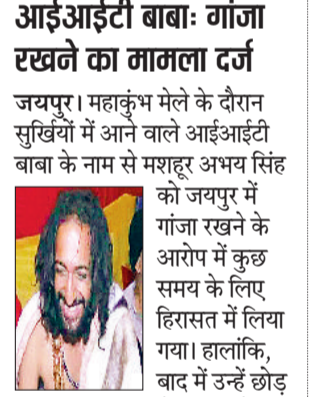 आईआईटी बाबाः गांजा
रखने का मामला दर्ज
जयपुर। महाकुंभ मेले के दौरान
सुर्खियों में आने वाले आईआईटी
बाबा के नाम से मशहूर अभय सिंह
को जयपुर में
गांजा रखने के
आरोप में कुछ
समय के लिए
हिरासत में लिया
गया। हालांकि,
बाद में उन्हें छोड़